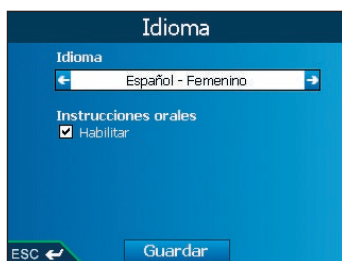 Idioma
Idioma
Español - Femenino
Instrucciones orales
Habilitar
ESC
Guardar